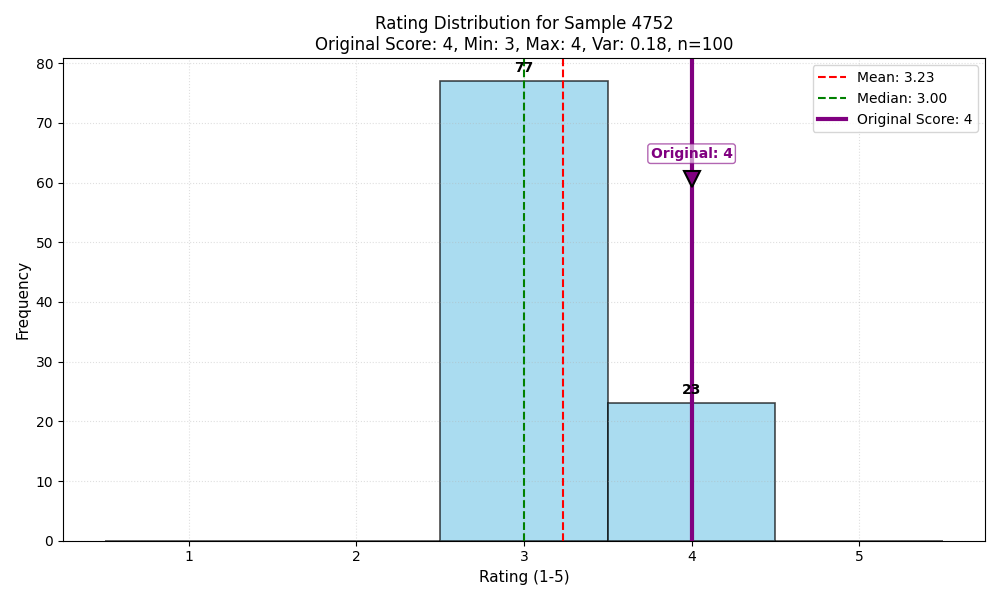 Rating Distribution for Sample 4752
Original Score: 4, Min: 3, Max: 4, Var: 0.18, n=100
Mean: 3.23
Median: 3.00
Original Score: 4
77
Original: 4
23
80
70
60
50
40
30
20
10
0
Frequency
1 2 3 4 5
Rating (1-5)